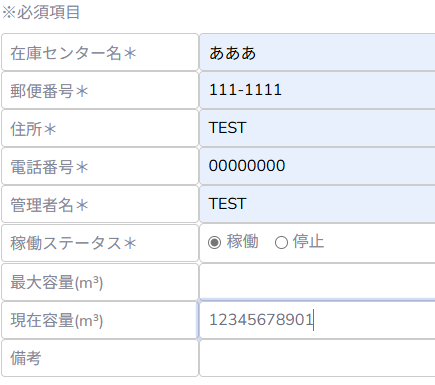 ※必須項目
在庫センター名＊ あああ
郵便番号＊ 111-1111
住所＊ TEST
電話番号＊ 00000000
管理者名＊ TEST
稼働ステータス＊ 稼働 停止
最大容量(m³)
現在容量(m³) 12345678901
備考